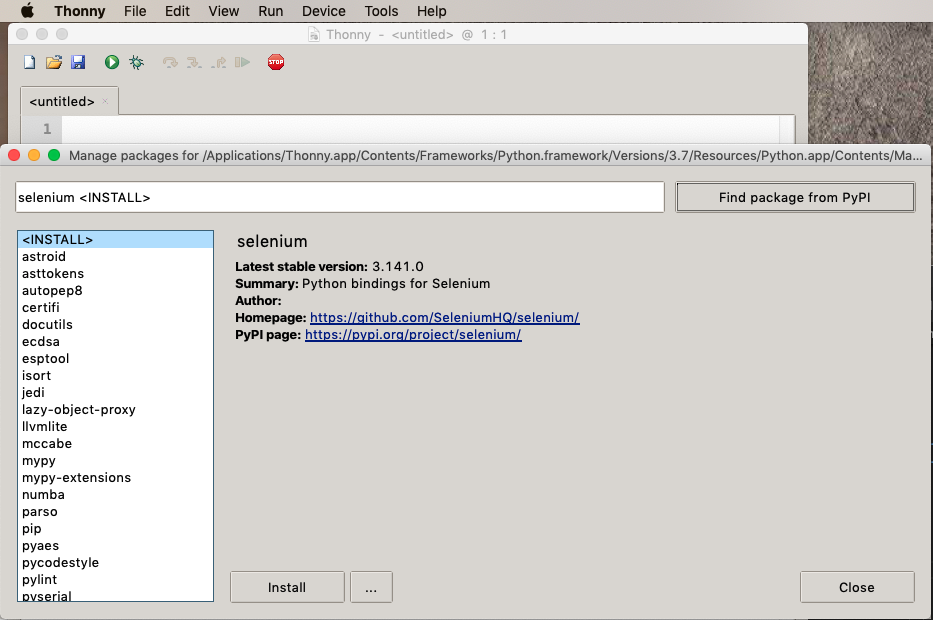 Thonny File Edit View Run Device Tools Help
Thonny - <untitled> @ 1 : 1
STOP
<untitled> ×
1
Manage packages for /Applications/Thonny.app/Contents/Frameworks/Python.framework/Versions/3.7/Resources/Python.app/Contents/Ma...
selenium <INSTALL>
Find package from PyPI
<INSTALL>
astroid
asttokens
autopep8
certifi
docutils
ecdsa
esptool
isort
jedi
lazy-object-proxy
llvmlite
mccabe
mypy
mypy-extensions
numba
parso
pip
pyaes
pycodestyle
pylint
pyserial
selenium
Latest stable version: 3.141.0
Summary: Python bindings for Selenium
Author:
Homepage: https://github.com/SeleniumHQ/selenium/
PyPI page: https://pypi.org/project/selenium/
Install
...
Close